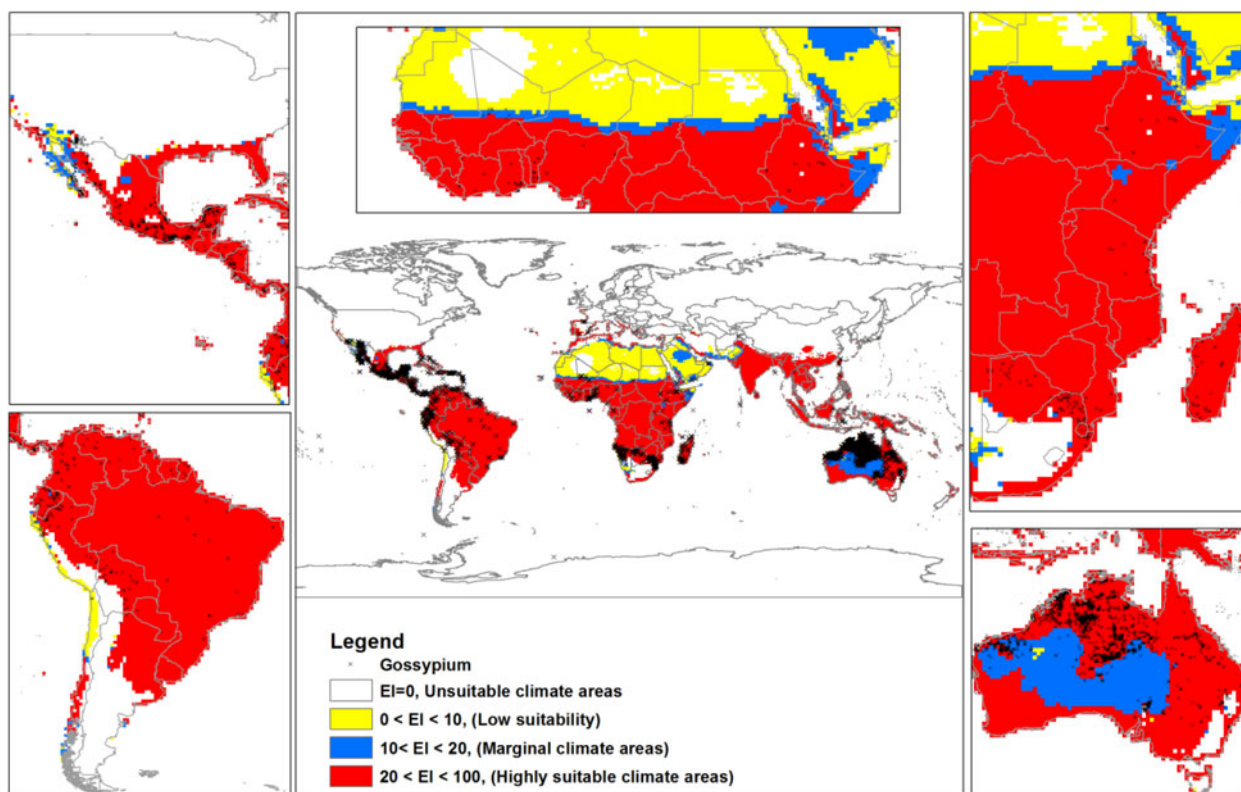 Legend
Gossypium
EI=0, Unsuitable climate areas
0 < EI < 10, (Low suitability)
10< EI < 20, (Marginal climate areas)
20 < EI < 100, (Highly suitable climate areas)